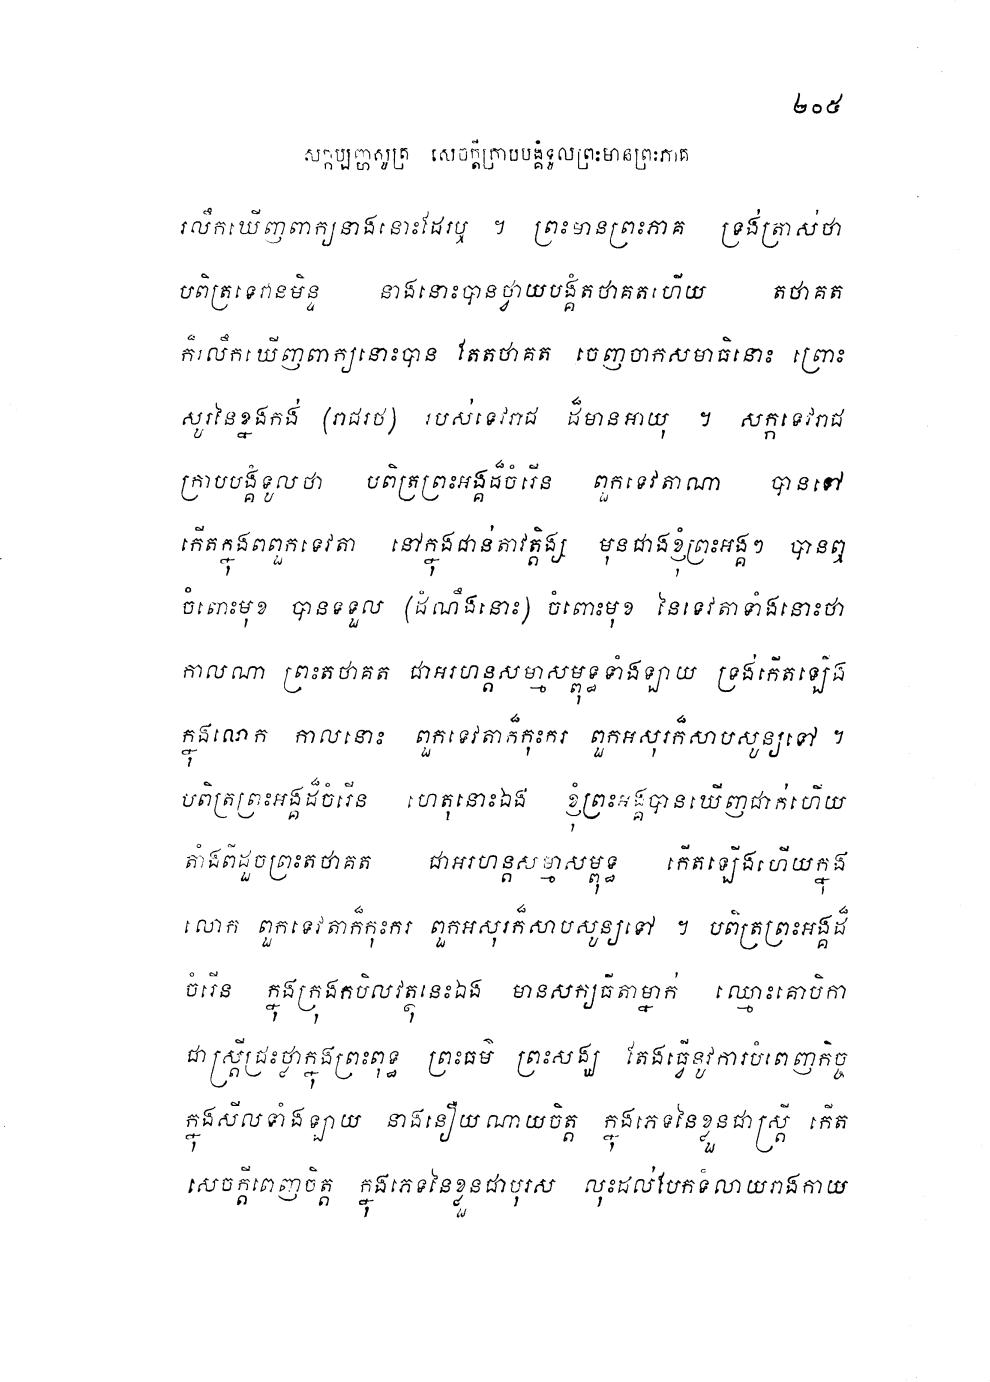 ២០៥
សក្កប្បញ្ហសូត្រ សេចក្តីក្រាបបង្គំទូលព្រះមានព្រះភាគ
រលឹកឃើញពាក្យនាងនោះដែរឬ ។ ព្រះមានព្រះភាគ ទ្រង់ត្រាស់ថា
បពិត្រទេវានមិន្ទ នាងនោះបានថ្វាយបង្គំតថាគតហើយ តថាគត
ក៏រលឹកឃើញពាក្យនោះបាន តែតថាគត ចេញចាកសមាធិនោះ ព្រោះ
សូរនៃខ្នងកង់ (រាជរថ) របស់ទេវរាជ ដ៏មានអាយុ ។ សក្កទេវរាជ
ក្រាបបង្គំទូលថា បពិត្រព្រះអង្គដ៏ចំរើន ពួកទេវតាណា បានទៅ
កើតក្នុងពពួកទេវតា នៅក្នុងជាន់តាវត្តិង្ស មុនជាងខ្ញុំព្រះអង្គៗ បានឮ
ចំពោះមុខ បានទទួល (ដំណឹងនោះ) ចំពោះមុខ នៃទេវតាទាំងនោះថា
កាលណា ព្រះតថាគត ជាអរហន្តសម្មាសម្ពុទ្ធទាំងឡាយ ទ្រង់កើតឡើង
ក្នុងលោក កាលនោះ ពួកទេវតាក៏កុះករ ពួកអសុរក៏សាបសូន្យទៅ ។
បពិត្រព្រះអង្គដ៏ចំរើន ហេតុនោះឯង ខ្ញុំព្រះអង្គបានឃើញជាក់ហើយ
តាំងពីដួចព្រះតថាគត ជាអរហន្តសម្មាសម្ពុទ្ធ កើតឡើងហើយក្នុង
លោក ពួកទេវតាក៏កុះករ ពួកអសុរក៏សាបសូន្យទៅ ។ បពិត្រព្រះអង្គដ៏
ចំរើន ក្នុងក្រុងកបិលវត្ថុនេះឯង មានសក្យធីតាម្នាក់ ឈ្មោះគោបិកា
ជាស្ត្រីជ្រះថ្លាក្នុងព្រះពុទ្ធ ព្រះធម៌ ព្រះសង្ឃ តែងធ្វើនូវការបំពេញកិច្ច
ក្នុងសីលទាំងឡាយ នាងនឿយណាយចិត្ត ក្នុងភេទនៃខ្លួនជាស្ត្រី កើត
សេចក្តីពេញចិត្ត ក្នុងភេទនៃខ្លួនជាបុរស លុះដល់បែកទំលាយរាងកាយ